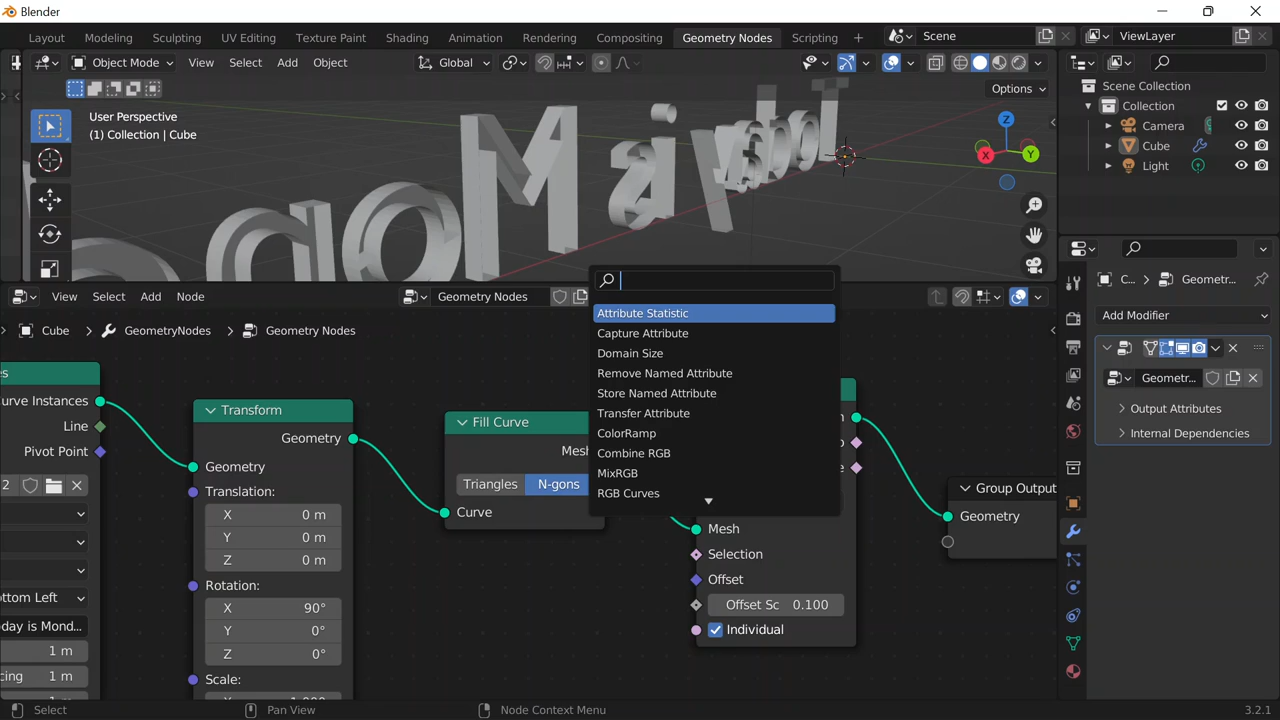 Blender
Layout Modeling Sculpting UV Editing Texture Paint Shading Animation Rendering Compositing Geometry Nodes Scripting + Scene ViewLayer
Object Mode View Select Add Object Global
Options
User Perspective
(1) Collection | Cube
Scene Collection
Collection
Camera
Cube
Light
X Y Z
View Select Add Node Geometry Nodes
Cube GeometryNodes Geometry Nodes
C... Geometr...
Add Modifier
Geometr...
Output Attributes
Internal Dependencies
Attribute Statistic
Capture Attribute
Domain Size
Remove Named Attribute
Store Named Attribute
Transfer Attribute
ColorRamp
Combine RGB
MixRGB
RGB Curves
Curve Instances
Line
Pivot Point
2
ottom Left
day is Mond...
1 m
cing 1 m
Transform
Geometry
Geometry
Translation:
X 0 m
Y 0 m
Z 0 m
Rotation:
X 90°
Y 0°
Z 0°
Scale:
Fill Curve
Mesh
Triangles N-gons
Curve
Mesh
Selection
Offset
Offset Sc 0.100
Individual
Group Output
Geometry
Select Pan View Node Context Menu 3.2.1